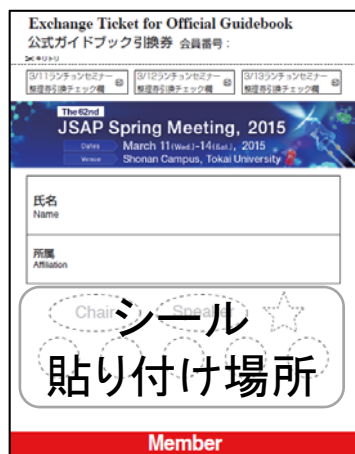 Exchange Ticket for Official Guidebook
公式ガイドブック引換券 会員番号：
✂キリトリ
3/11ランチョンセミナー 整理券引換チェック欄 ㊞
3/12ランチョンセミナー 整理券引換チェック欄 ㊞
3/13ランチョンセミナー 整理券引換チェック欄 ㊞
The 62nd
JSAP Spring Meeting, 2015
Dates March 11(Wed.)-14(Sat.), 2015
Venue Shonan Campus, Tokai University
氏名
Name
所属
Affiliation
Chair Speaker
シール
貼り付け場所
Member